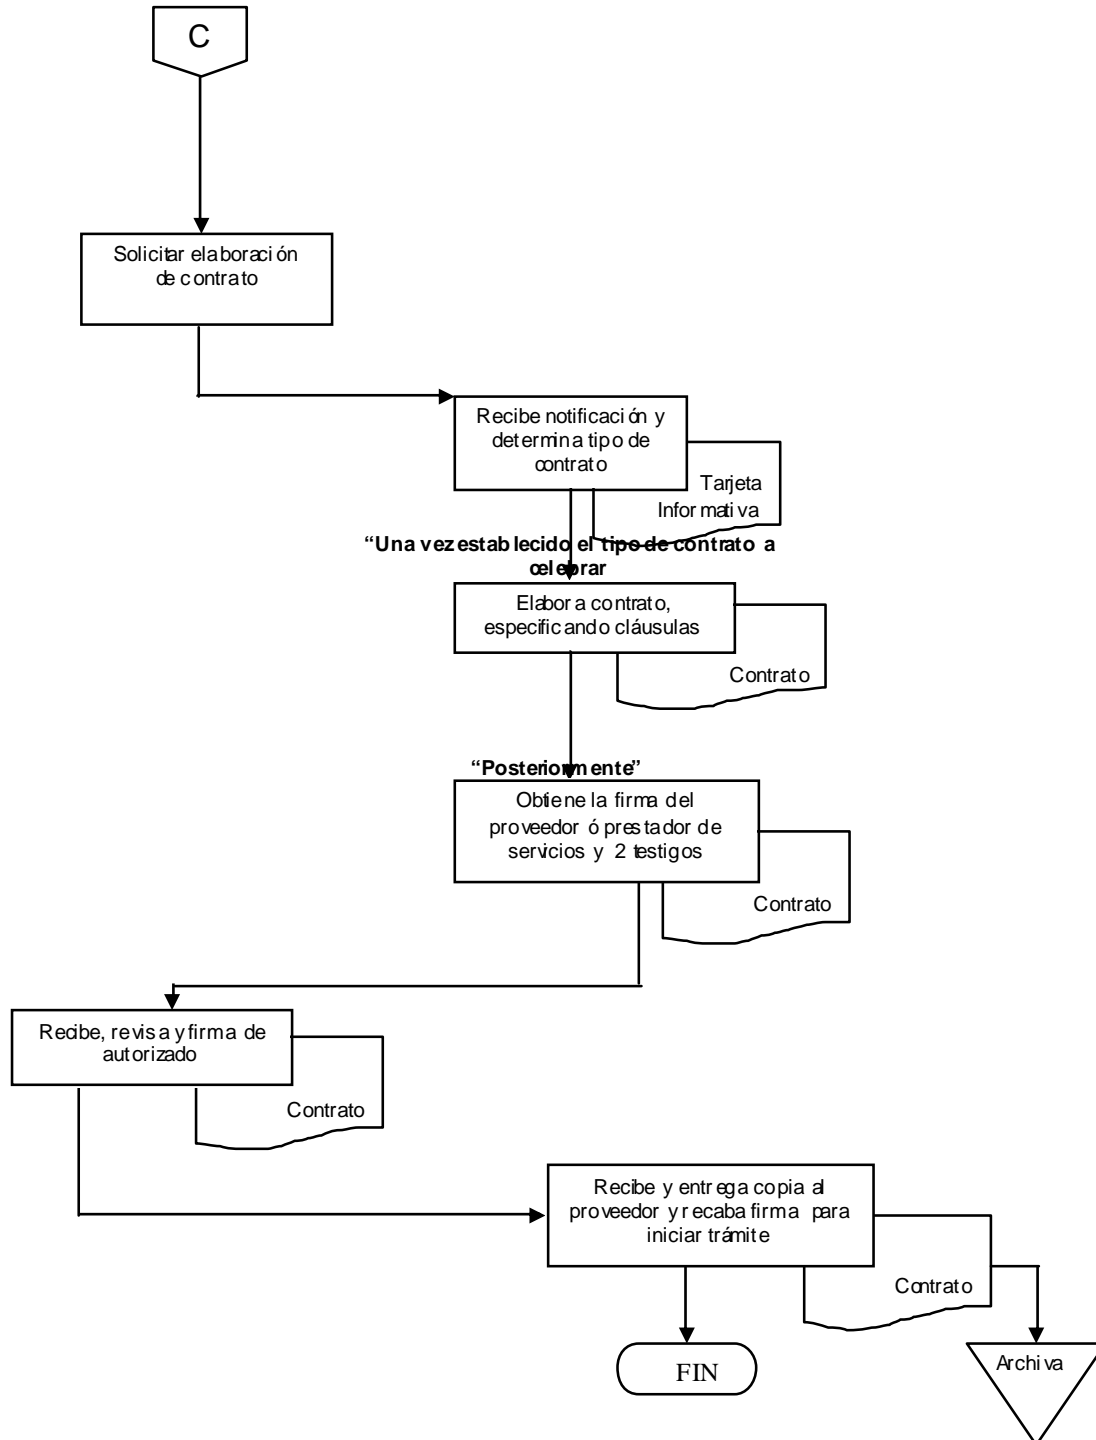 C
Solicitar elaboración
de contrato
Recibe notificación y
determina tipo de
contrato
Tarjeta
Informativa
“Una vez establecido el tipo de contrato a
celebrar
Elabora contrato,
especificando cláusulas
Contrato
“Posteriormente”
Obtiene la firma del
proveedor ó prestador de
servicios y 2 testigos
Contrato
Recibe, revisa y firma de
autorizado
Contrato
Recibe y entrega copia al
proveedor y recaba firma para
iniciar trámite
Contrato
FIN
Archiva